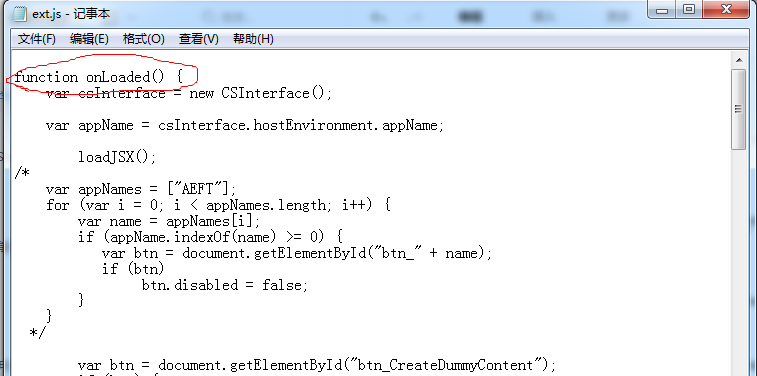 ext.js - 记事本
文件(F) 编辑(E) 格式(O) 查看(V) 帮助(H)
function onLoaded() {
    var csInterface = new CSInterface();
    var appName = csInterface.hostEnvironment.appName;
        loadJSX();
/*
    var appNames = ["AEFT"];
    for (var i = 0; i < appNames.length; i++) {
        var name = appNames[i];
        if (appName.indexOf(name) >= 0) {
           var btn = document.getElementById("btn_" + name);
           if (btn)
                btn.disabled = false;
        }
    }
  */
        var btn = document.getElementById("btn_CreateDummyContent");